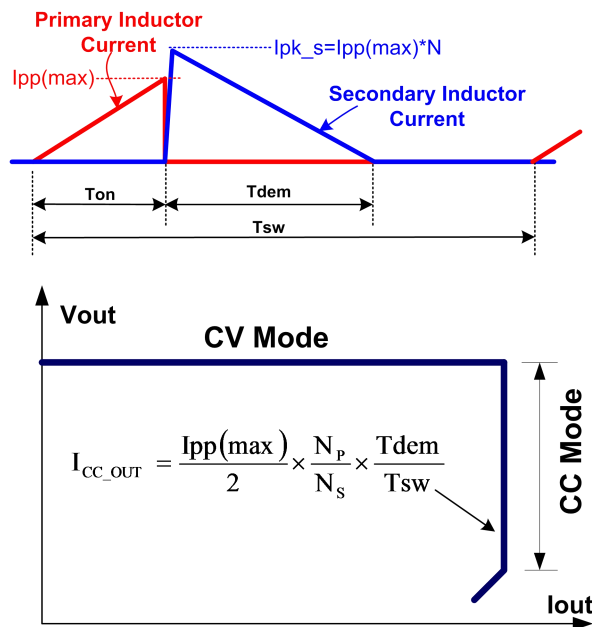 Primary Inductor
Current
Ipk_s=Ipp(max)*N
Ipp(max)
Secondary Inductor
Current
Ton
Tdem
Tsw
Vout
CV Mode
I_CC_OUT = Ipp(max)/2 × N_P/N_S × Tdem/Tsw
CC Mode
Iout